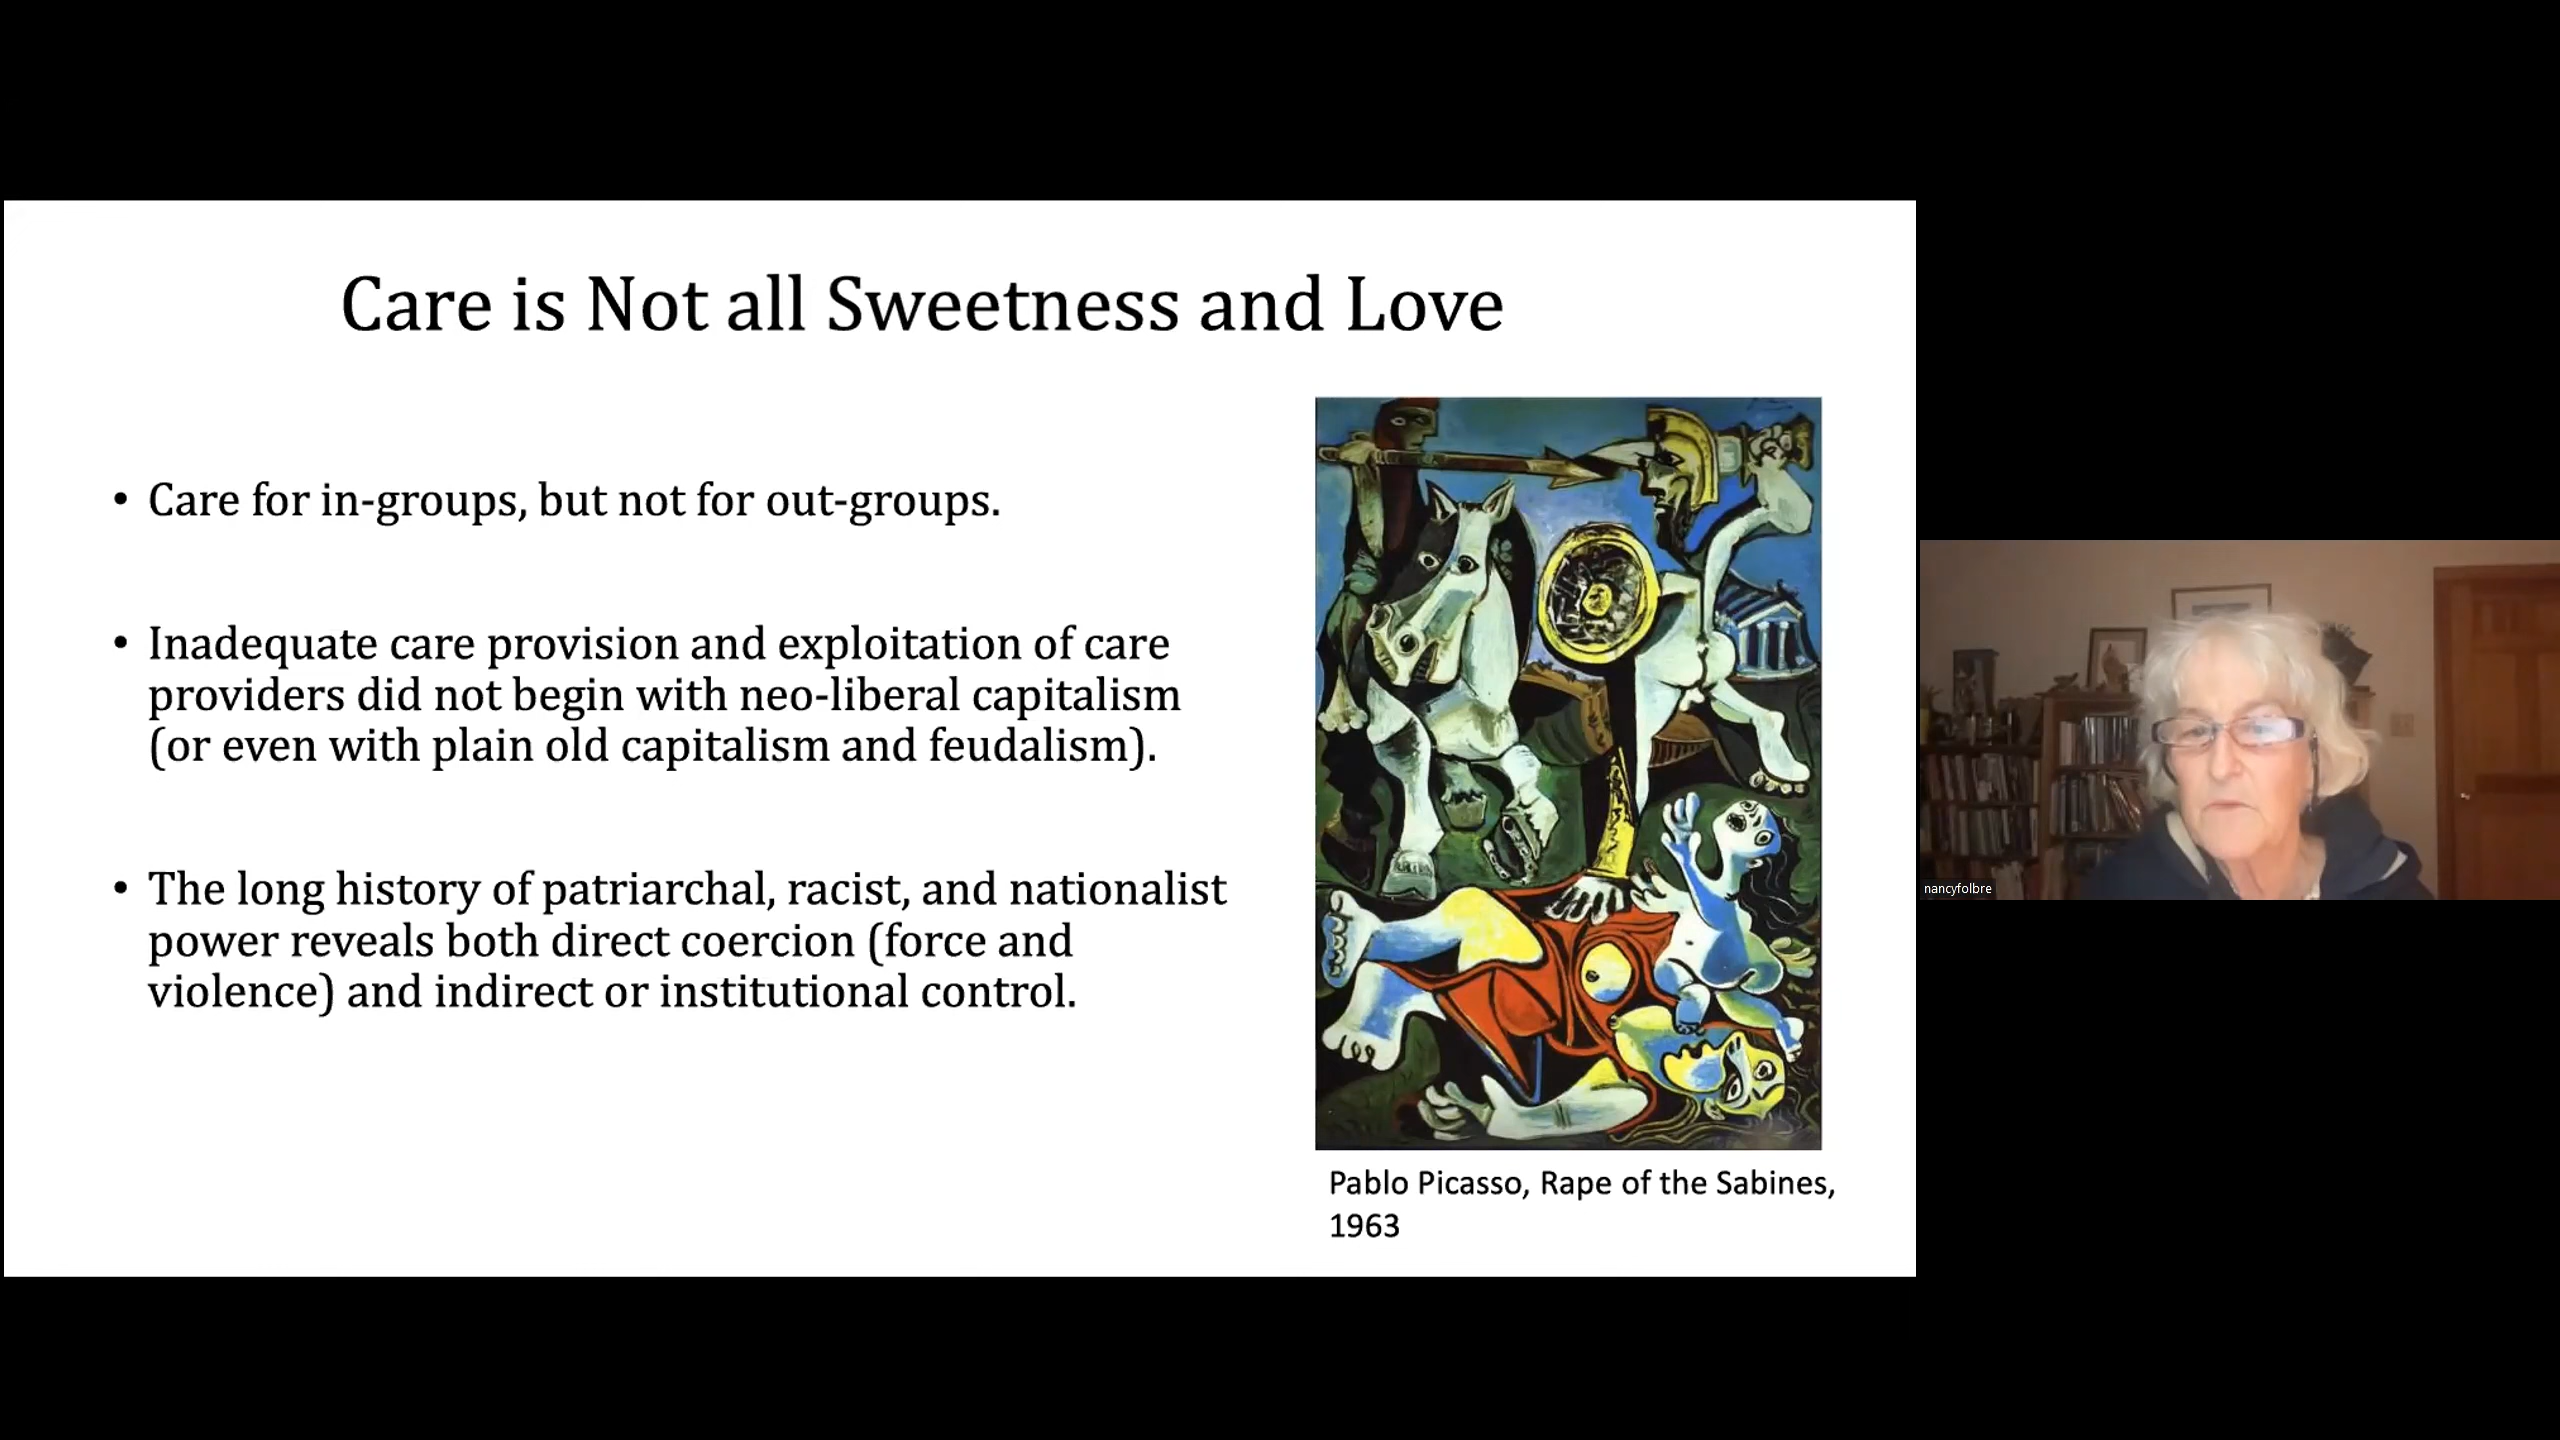 Care is Not all Sweetness and Love
• Care for in-groups, but not for out-groups.
• Inadequate care provision and exploitation of care
providers did not begin with neo-liberal capitalism
(or even with plain old capitalism and feudalism).
• The long history of patriarchal, racist, and nationalist
power reveals both direct coercion (force and
violence) and indirect or institutional control.
Pablo Picasso, Rape of the Sabines,
1963
nancyfolbre